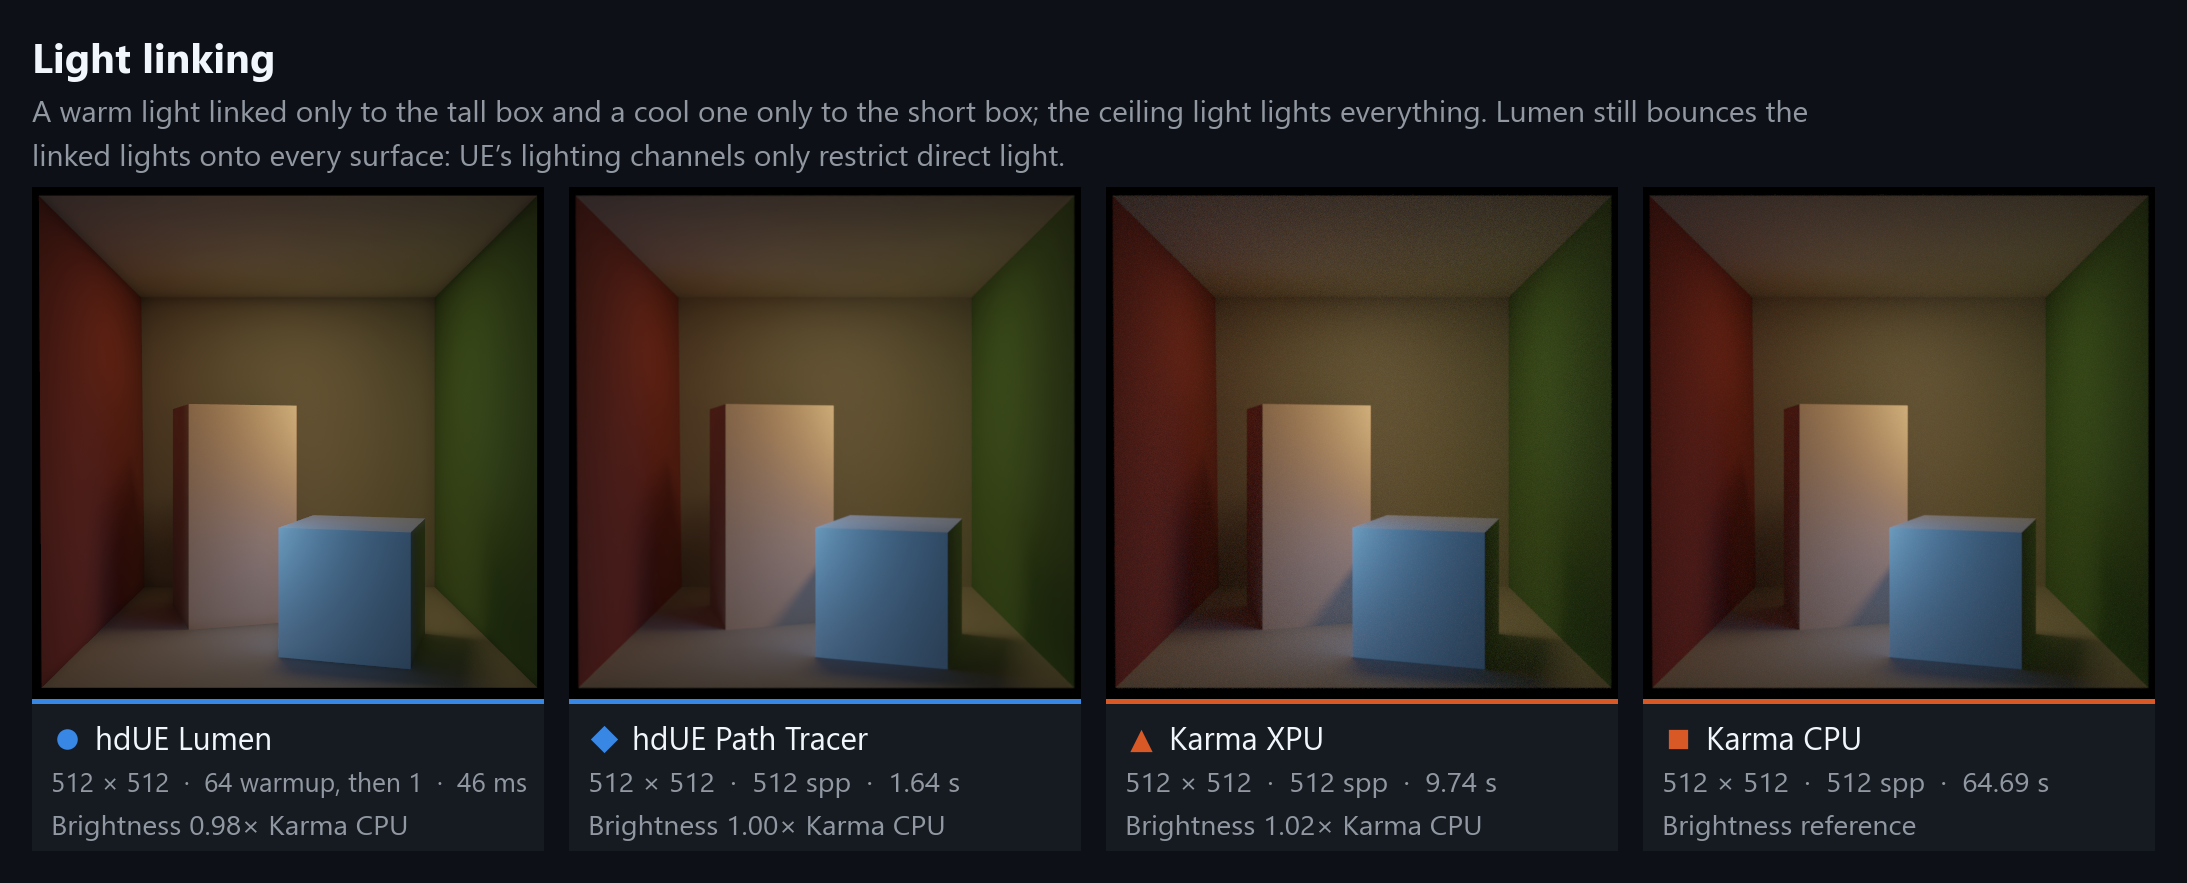 Light linking
A warm light linked only to the tall box and a cool one only to the short box; the ceiling light lights everything. Lumen still bounces the
linked lights onto every surface: UE’s lighting channels only restrict direct light.
hdUE Lumen
512 × 512 · 64 warmup, then 1 · 46 ms
Brightness 0.98× Karma CPU
hdUE Path Tracer
512 × 512 · 512 spp · 1.64 s
Brightness 1.00× Karma CPU
Karma XPU
512 × 512 · 512 spp · 9.74 s
Brightness 1.02× Karma CPU
Karma CPU
512 × 512 · 512 spp · 64.69 s
Brightness reference